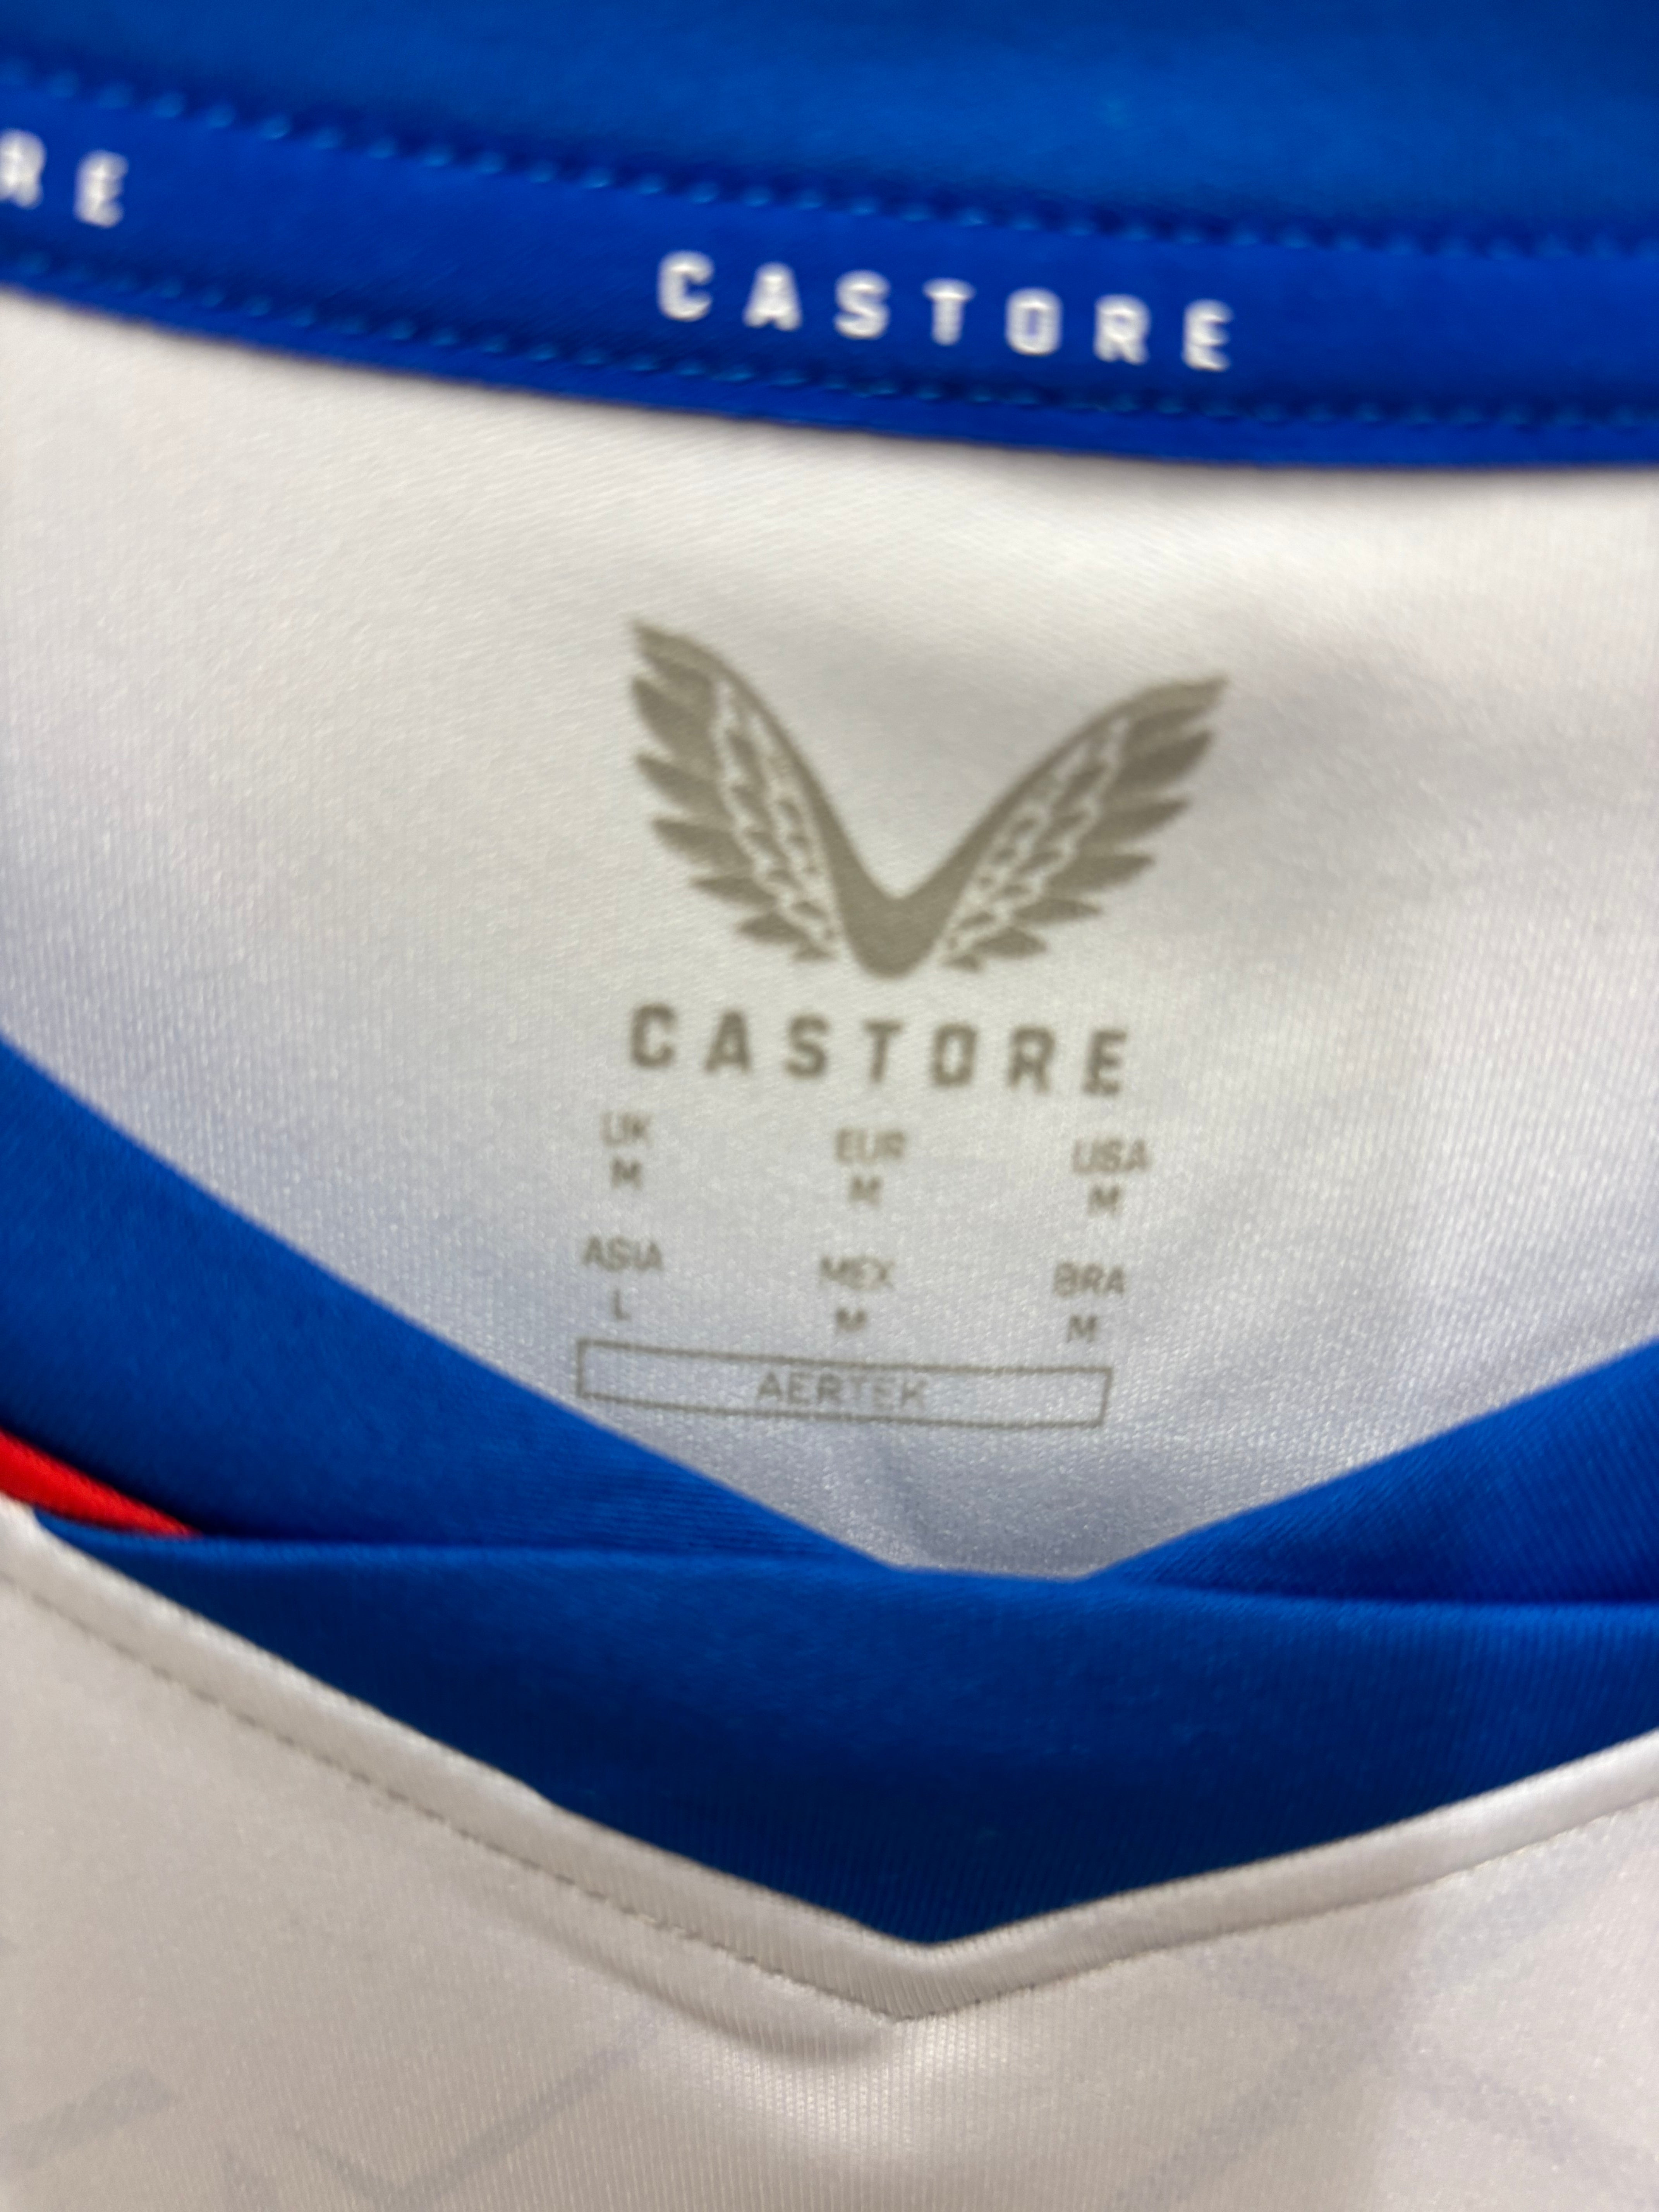 RE CASTORE
CASTORE
UK EUR USA
M M M
ASIA MEX BRA
L M M
AERTEK